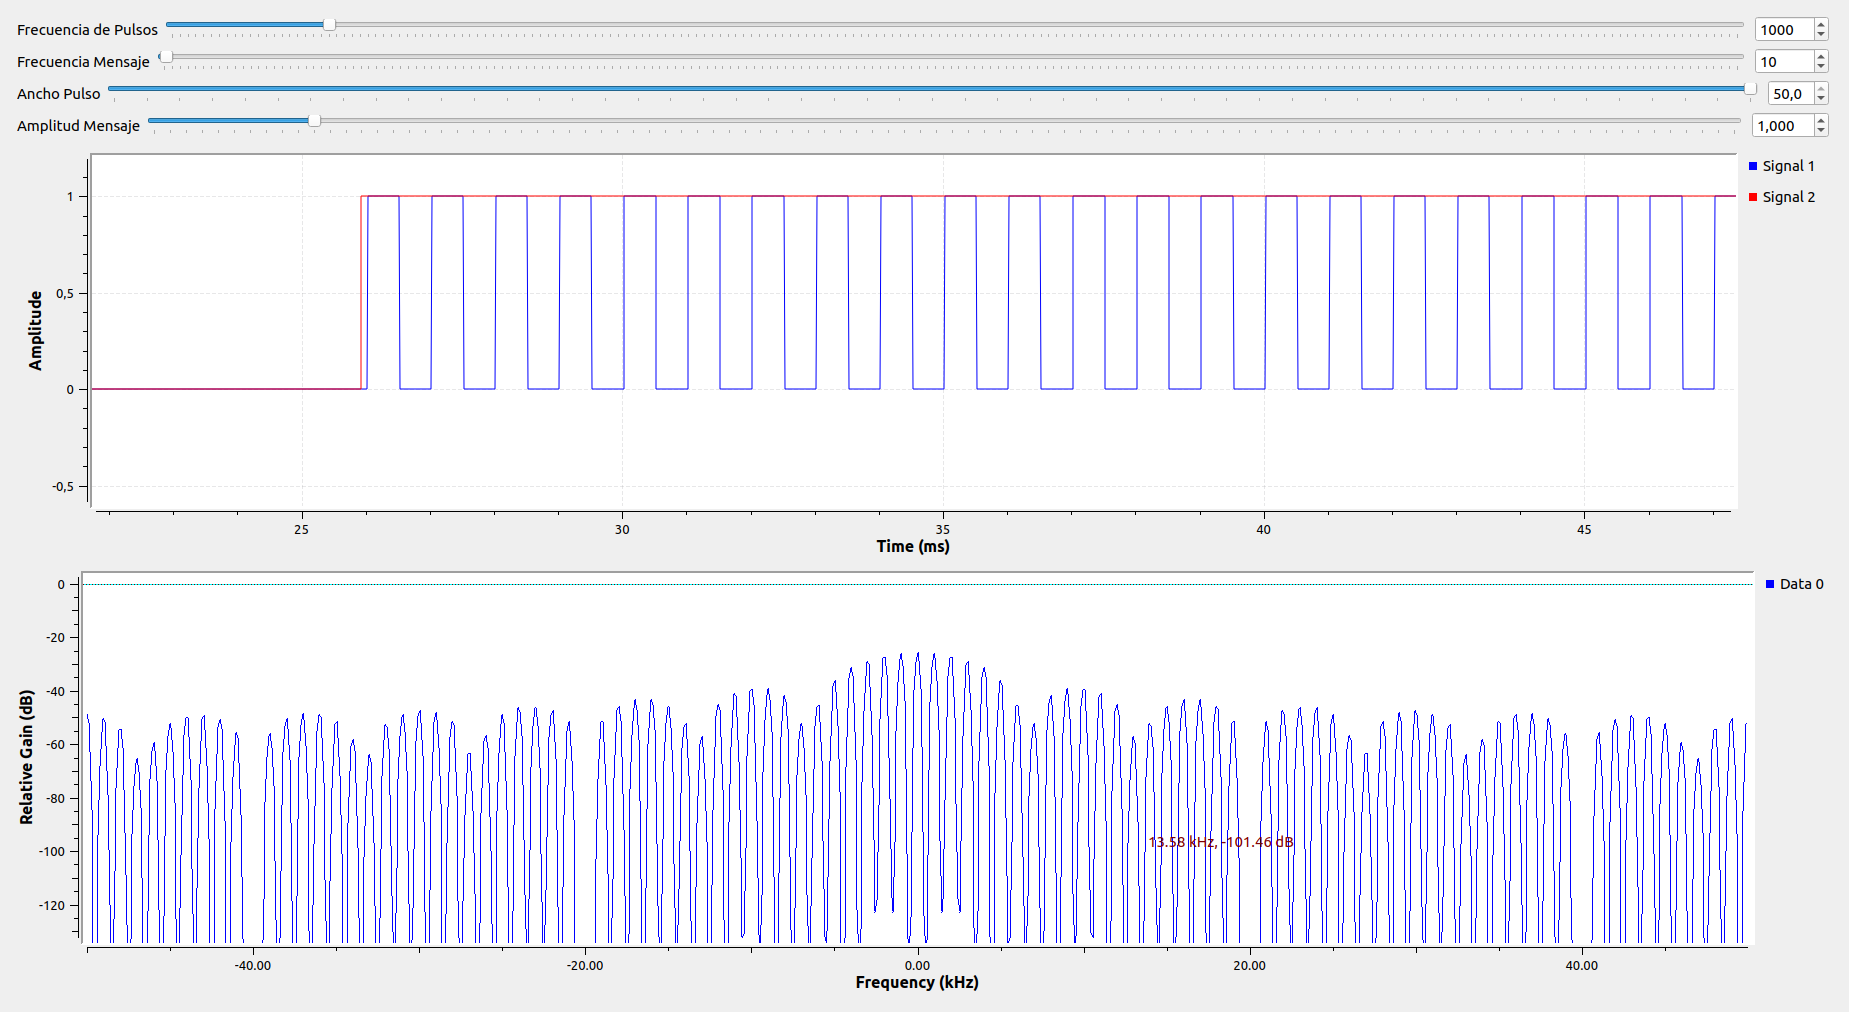 Frecuencia de Pulsos 1000
Frecuencia Mensaje 10
Ancho Pulso 50,0
Amplitud Mensaje 1,000
Signal 1
Signal 2
Amplitude
1
0,5
0
-0,5
25 30 35 40 45
Time (ms)
Data 0
Relative Gain (dB)
0
-20
-40
-60
-80
-100
-120
13.58 kHz, -101.46 dB
-40.00 -20.00 0.00 20.00 40.00
Frequency (kHz)